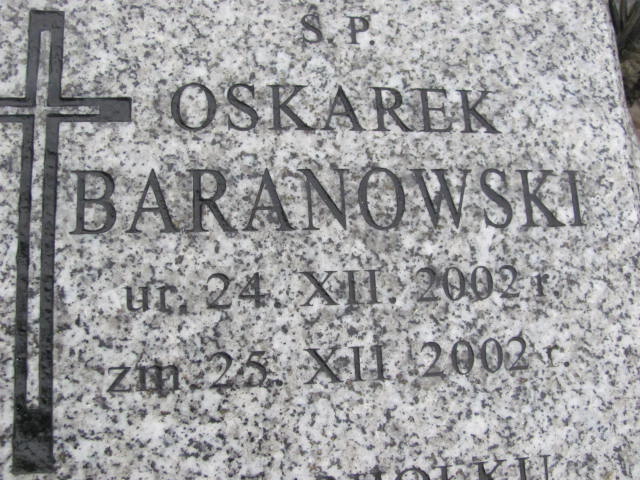 Ś.P.
OSKAREK
BARANOWSKI
ur. 24. XII. 2002 r
zm 25. XII 2002 r.